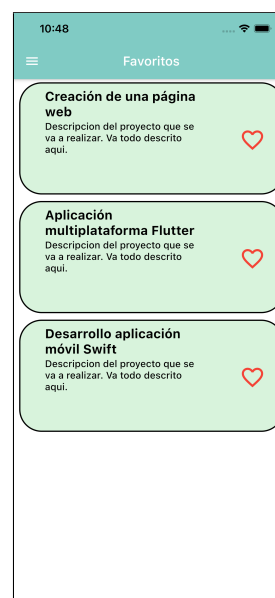 10:48
Favoritos
Creación de una página
web
Descripcion del proyecto que se
va a realizar. Va todo descrito
aqui.
Aplicación
multiplataforma Flutter
Descripcion del proyecto que se
va a realizar. Va todo descrito
aqui.
Desarrollo aplicación
móvil Swift
Descripcion del proyecto que se
va a realizar. Va todo descrito
aqui.